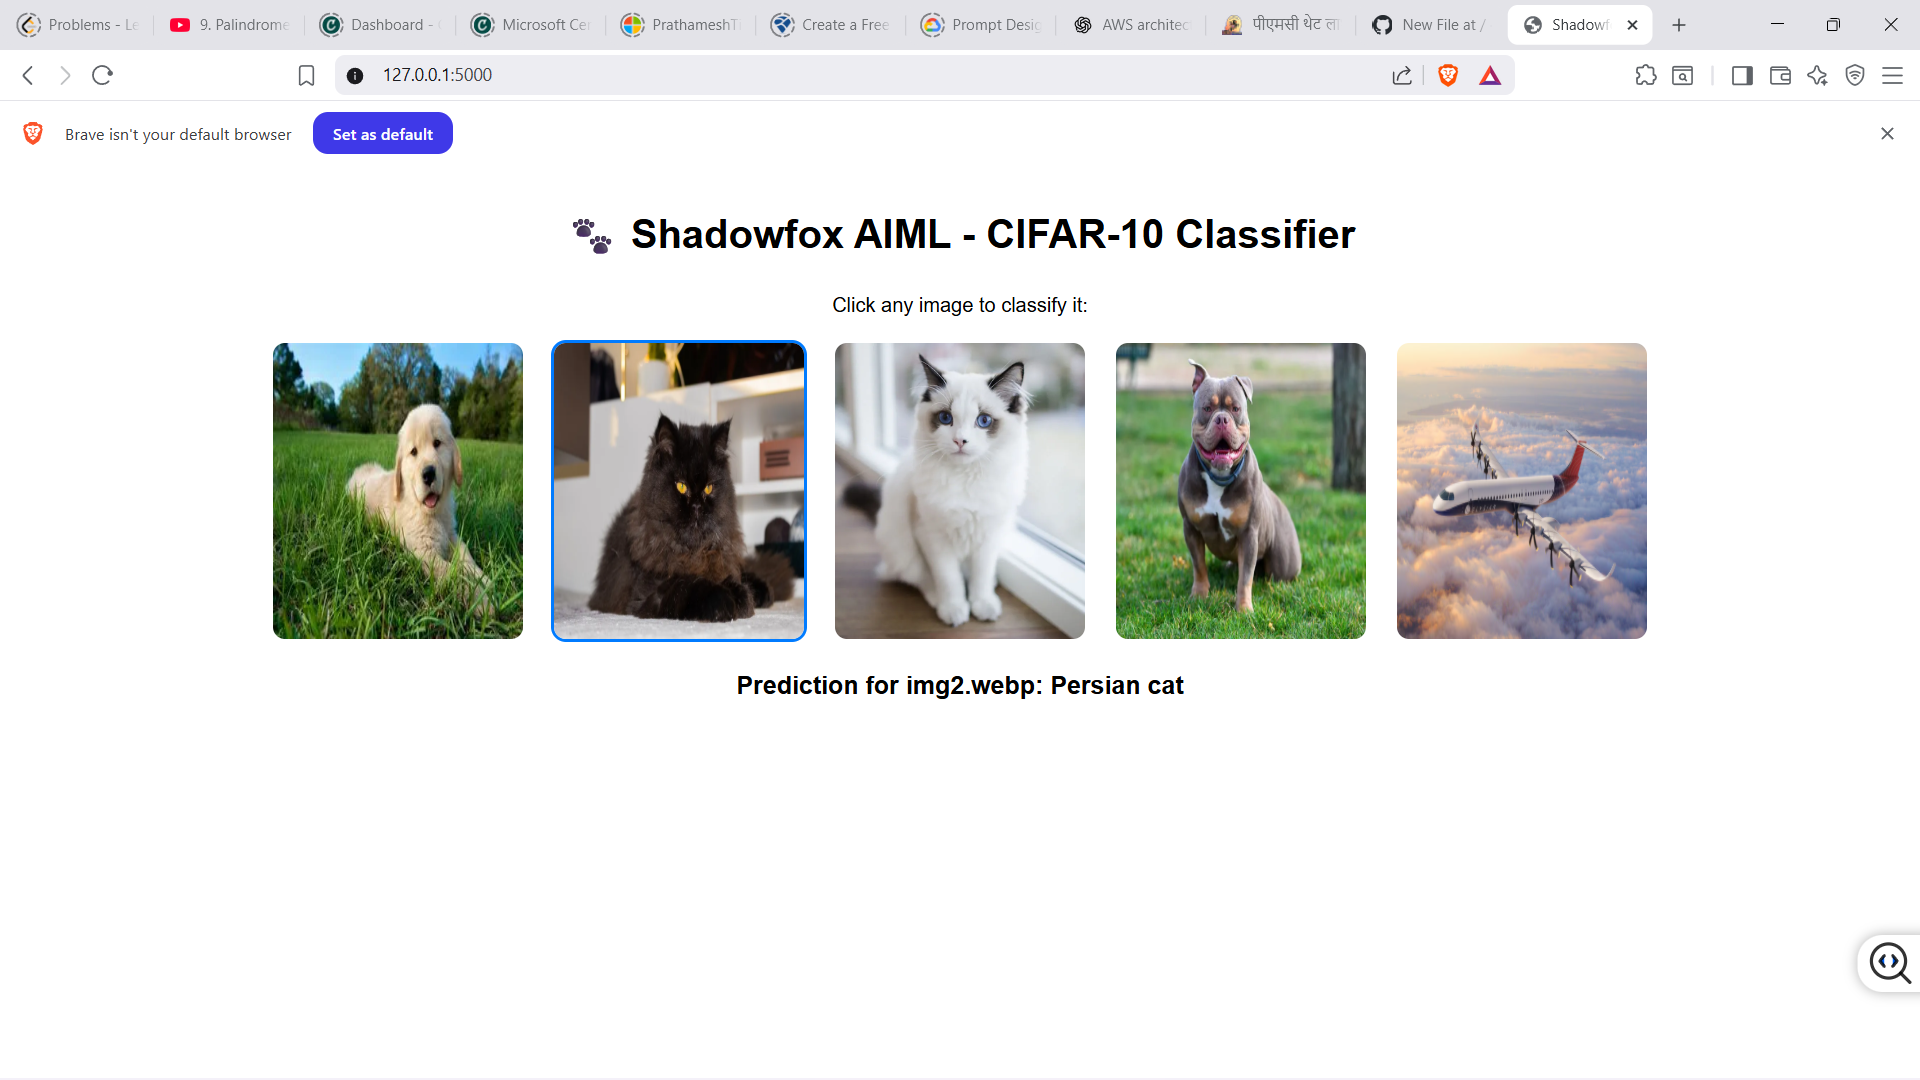 Problems - Le
9. Palindrome
Dashboard -
Microsoft Cer
PrathameshT
Create a Free
Prompt Desig
AWS architec
पीएमसी थेट ला
New File at /
Shadowf
127.0.0.1:5000
Brave isn't your default browser
Set as default
Shadowfox AIML - CIFAR-10 Classifier
Click any image to classify it:
Prediction for img2.webp: Persian cat